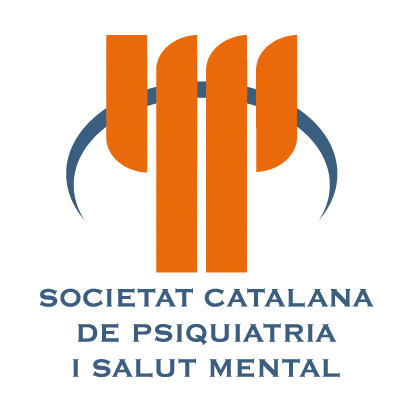 SOCIETAT CATALANA
DE PSIQUIATRIA
I SALUT MENTAL